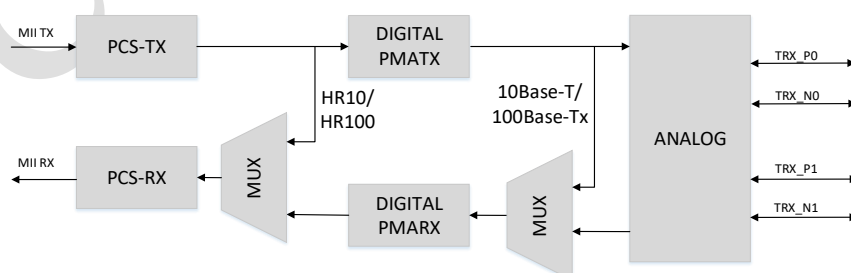 MII TX
PCS-TX
DIGITAL
PMATX
HR10/
HR100
10Base-T/
100Base-Tx
ANALOG
TRX_P0
TRX_N0
TRX_P1
TRX_N1
MII RX
PCS-RX
MUX
DIGITAL
PMARX
MUX